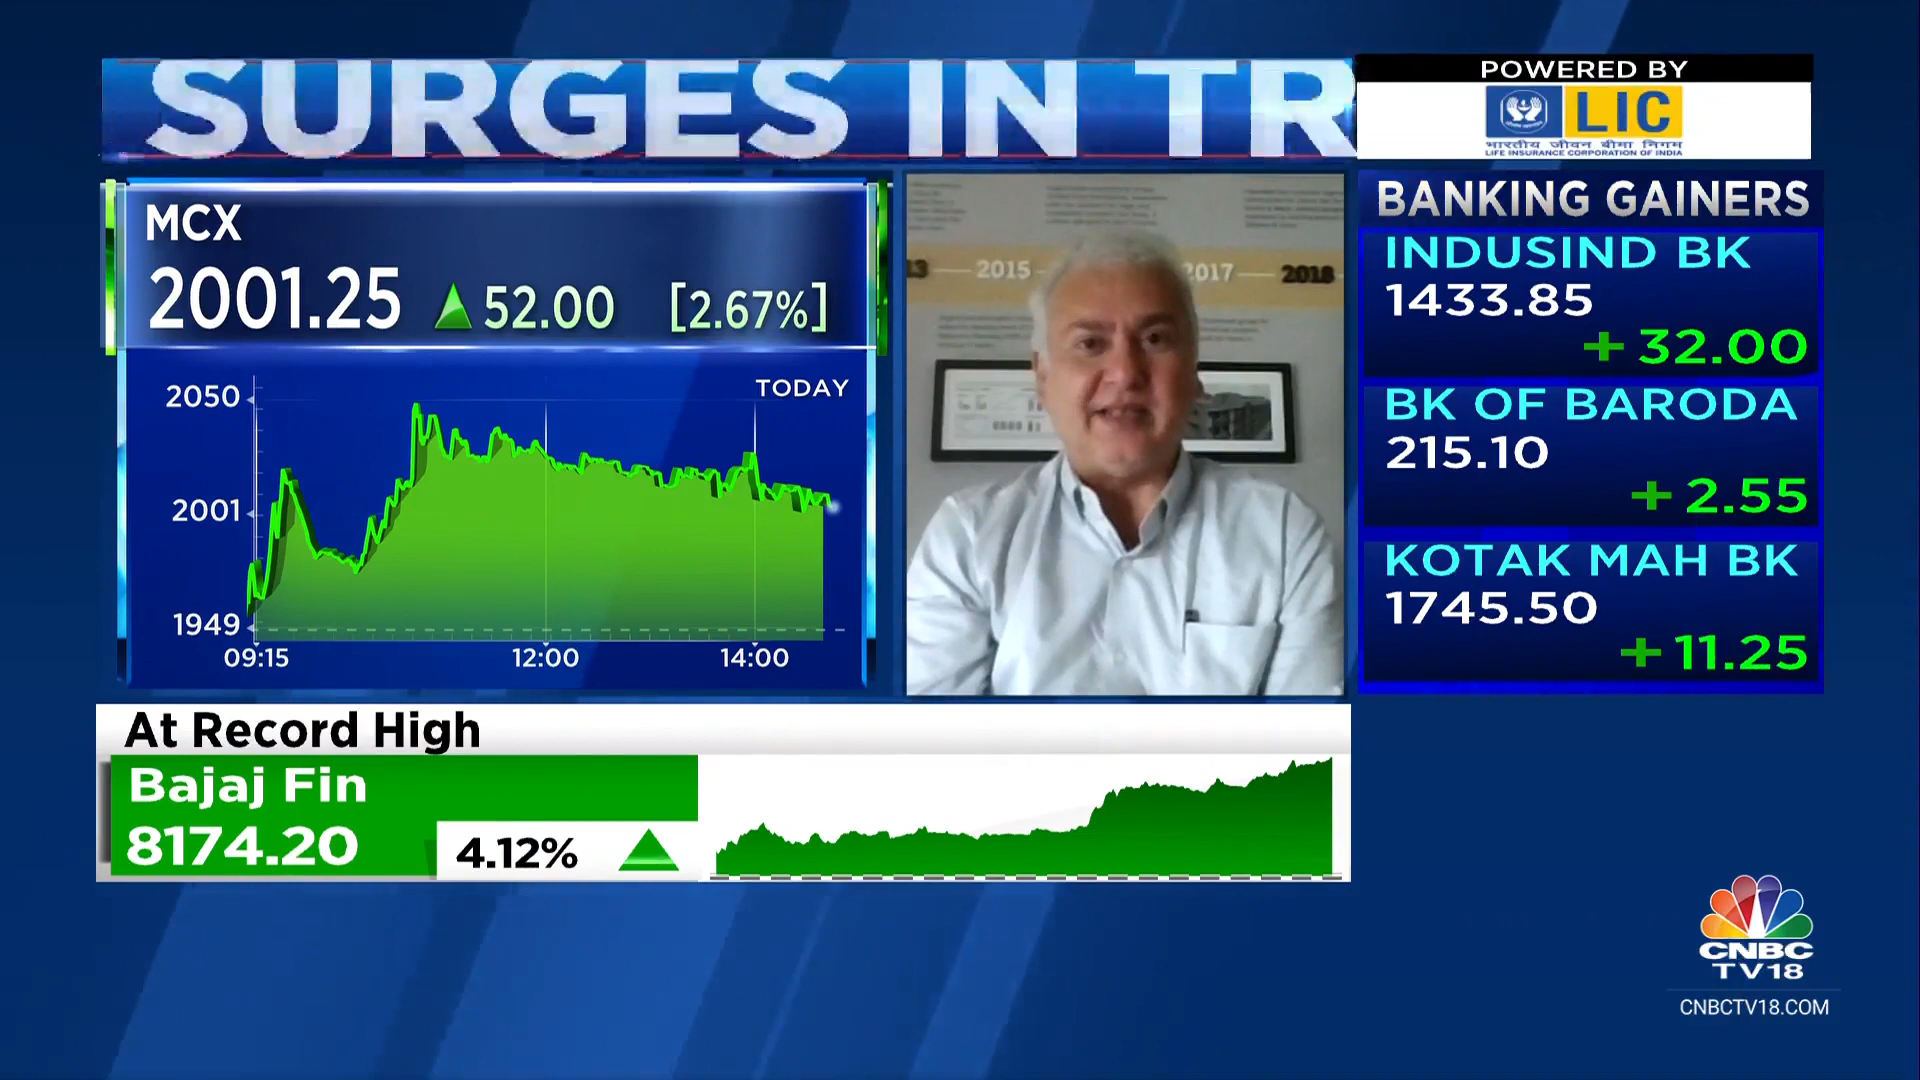 SURGES IN TR
POWERED BY
LIC
भारतीय जीवन बीमा निगम
LIFE INSURANCE CORPORATION OF INDIA
MCX
2001.25 ▲ 52.00 [2.67%]
TODAY
2050
2001
1949
09:15 12:00 14:00
2015 2017 2018
BANKING GAINERS
INDUSIND BK
1433.85
+ 32.00
BK OF BARODA
215.10
+ 2.55
KOTAK MAH BK
1745.50
+ 11.25
At Record High
Bajaj Fin
8174.20
4.12%
CNBC
TV18
CNBCTV18.COM